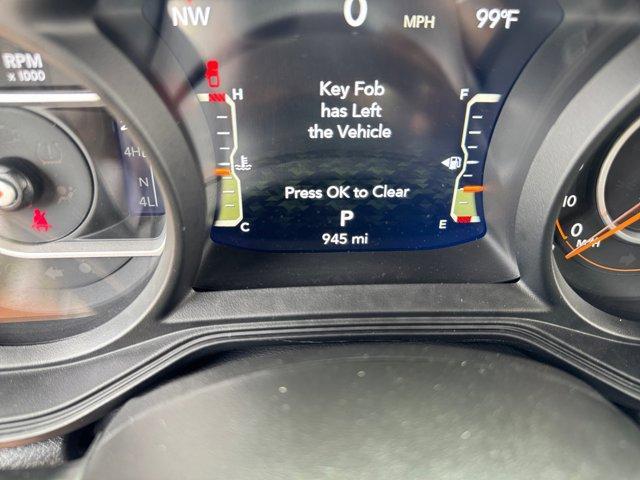 NW 0 MPH 99°F
RPM
x 1000
H
F
Key Fob
has Left
the Vehicle
4H
N
4L
Press OK to Clear
P
C
E
945 mi
10
0
MPH